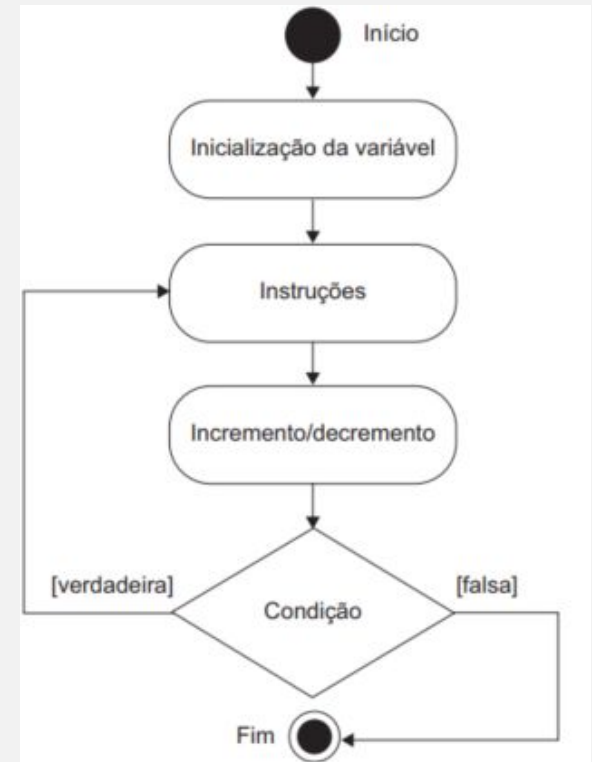 Início
Inicialização da variável
Instruções
Incremento/decremento
[verdadeira]
[falsa]
Condição
Fim